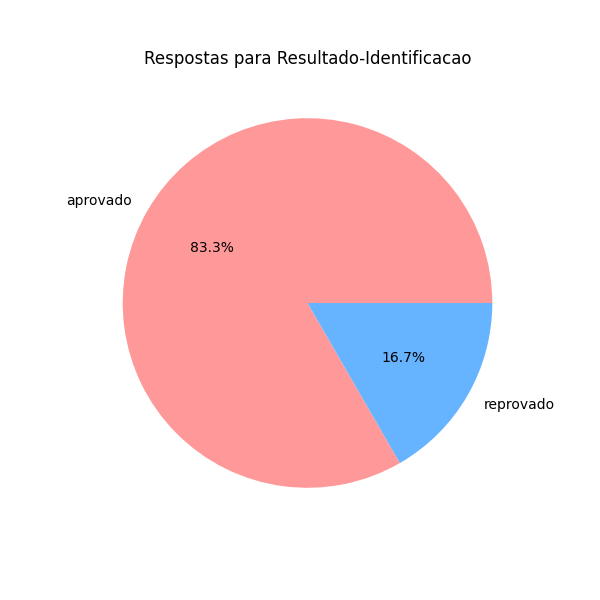 Respostas para Resultado-Identificacao
aprovado
83.3%
16.7%
reprovado